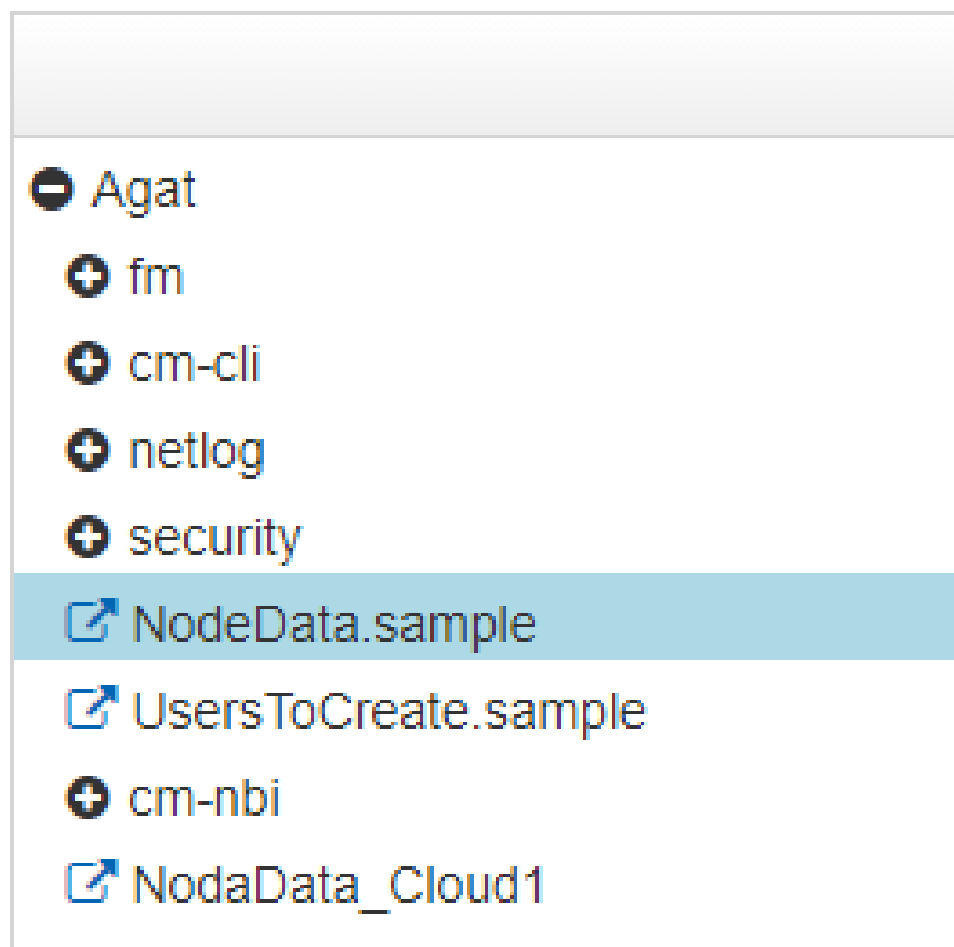 Agat
fm
cm-cli
netlog
security
NodeData.sample
UsersToCreate.sample
cm-nbi
NodaData_Cloud1